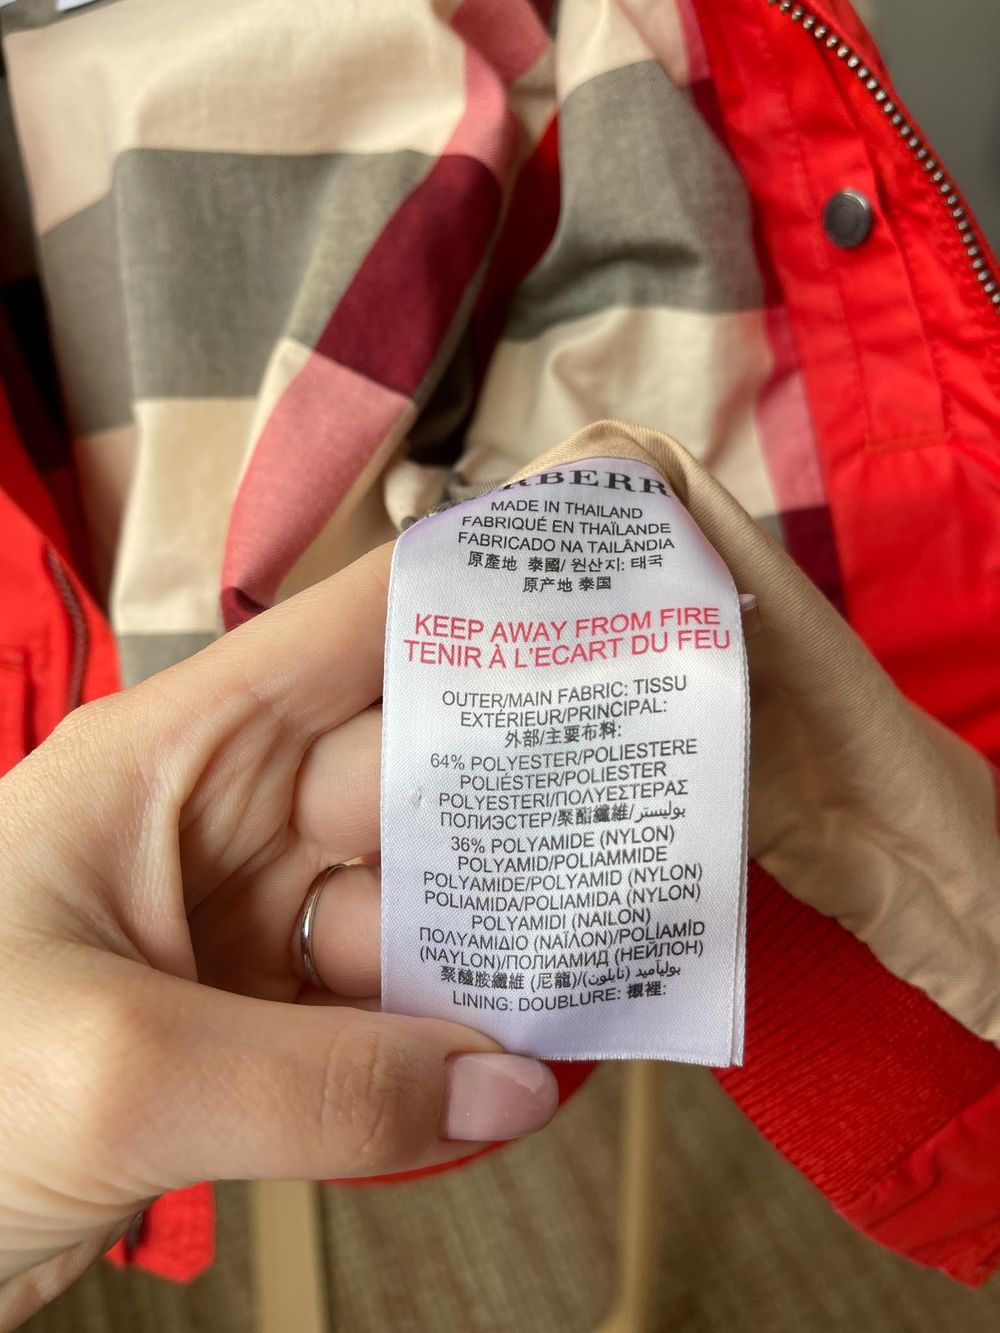 RBERR
MADE IN THAILAND
FABRIQUÉ EN THAÏLANDE
FABRICADO NA TAILÂNDIA
原產地 泰國/ 원산지: 태국
原产地 泰国
KEEP AWAY FROM FIRE
TENIR À L'ECART DU FEU
OUTER/MAIN FABRIC: TISSU
EXTÉRIEUR/PRINCIPAL:
外部/主要布料:
64% POLYESTER/POLIESTERE
POLIÉSTER/POLIESTER
POLYESTERI/ΠΟΛΥΕΣΤΕΡΑΣ
ПОЛИЭСТЕР/聚酯纖維/بوليستر
36% POLYAMIDE (NYLON)
POLYAMID/POLIAMMIDE
POLYAMIDE/POLYAMID (NYLON)
POLIAMIDA/POLIAMIDA (NYLON)
POLYAMIDI (NAILON)
ΠΟΛΥΑΜΙΔΙΟ (ΝΑΪΛΟΝ)/POLİAMİD
(NAYLON)/ПОЛИАМИД (НЕЙЛОН)
聚醯胺纖維 (尼龍)/بولياميد (نايلون)
LINING: DOUBLURE: 襯裡: